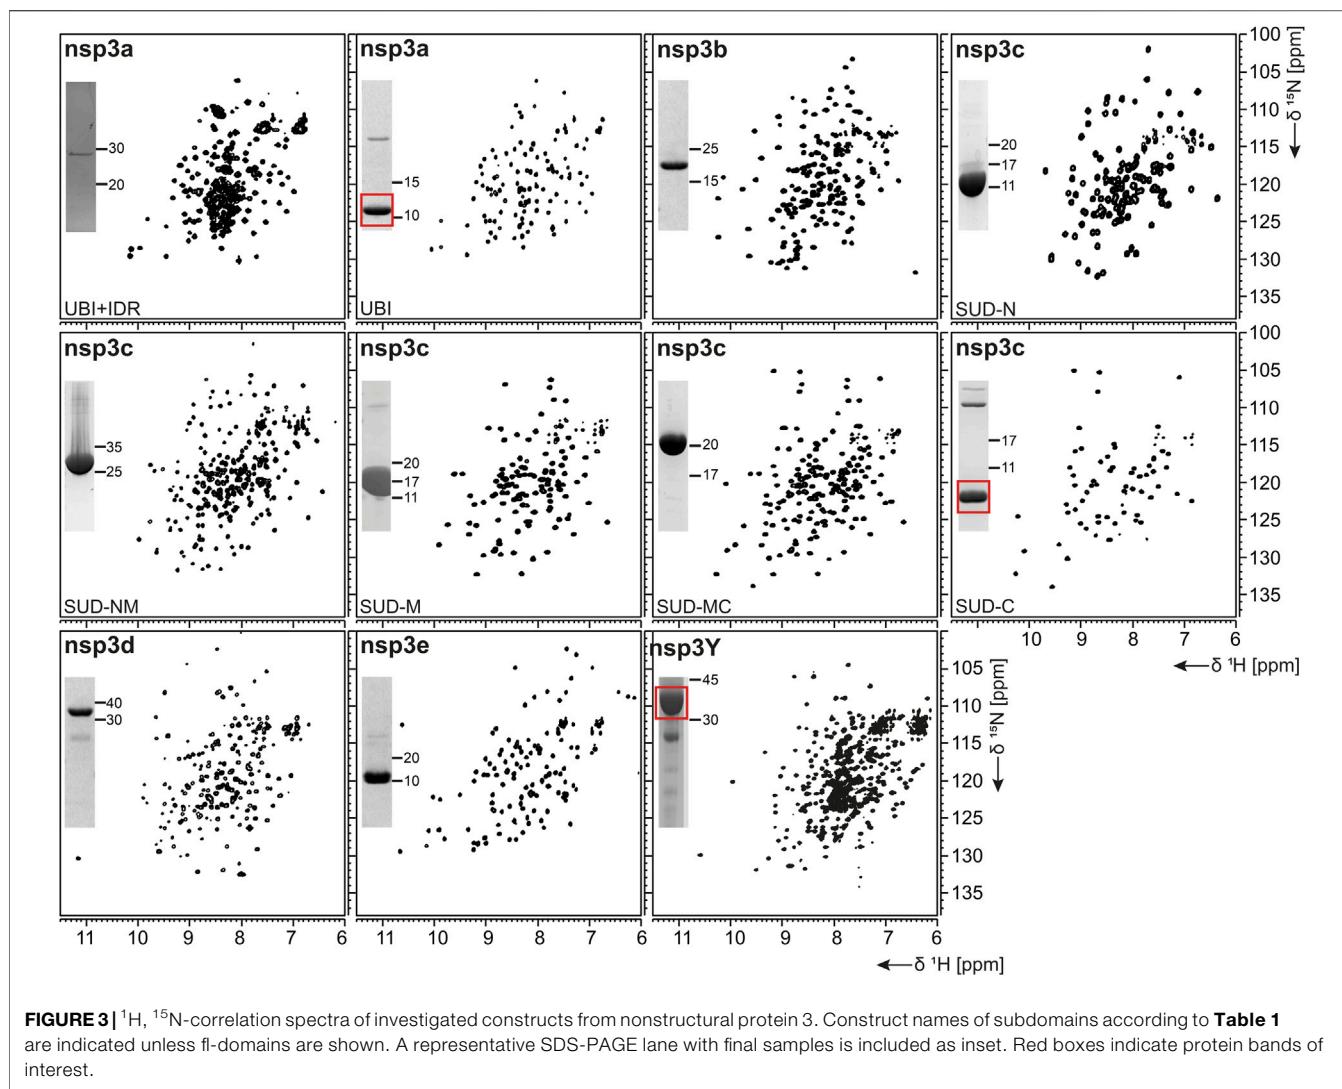 nsp3a
30
20
UBI+IDR
nsp3a
15
10
UBI
nsp3b
25
15
nsp3c
20
17
11
SUD-N
100
105
110
115
120
125
130
135
δ ¹⁵N [ppm]
nsp3c
35
25
SUD-NM
nsp3c
20
17
11
SUD-M
nsp3c
20
17
SUD-MC
nsp3c
17
11
SUD-C
100
105
110
115
120
125
130
135
10 9 8 7 6
δ ¹H [ppm]
nsp3d
40
30
nsp3e
20
10
nsp3Y
45
30
105
110
115
120
125
130
135
δ ¹⁵N [ppm]
11 10 9 8 7 6
10 9 8 7 6
11 10 9 8 7 6
δ ¹H [ppm]
FIGURE 3 | ¹H, ¹⁵N-correlation spectra of investigated constructs from nonstructural protein 3. Construct names of subdomains according to Table 1
are indicated unless fl-domains are shown. A representative SDS-PAGE lane with final samples is included as inset. Red boxes indicate protein bands of
interest.